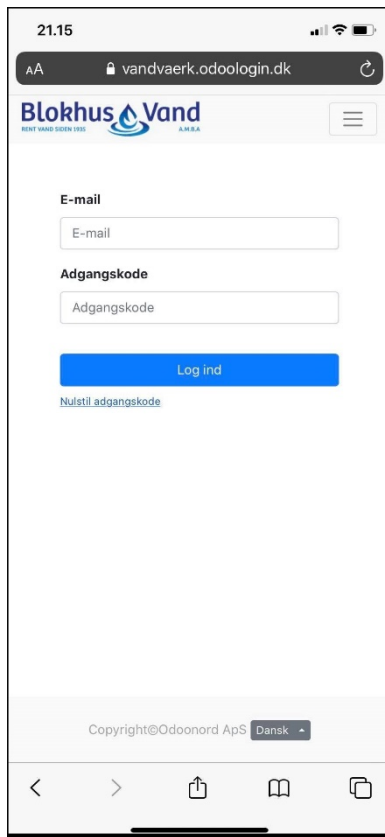 21.15
AA vandvaerk.odoologin.dk
Blokhus Vand
RENT VAND SIDEN 1935 A.M.B.A
E-mail
E-mail
Adgangskode
Adgangskode
Log ind
Nulstil adgangskode
Copyright©Odoonord ApS Dansk